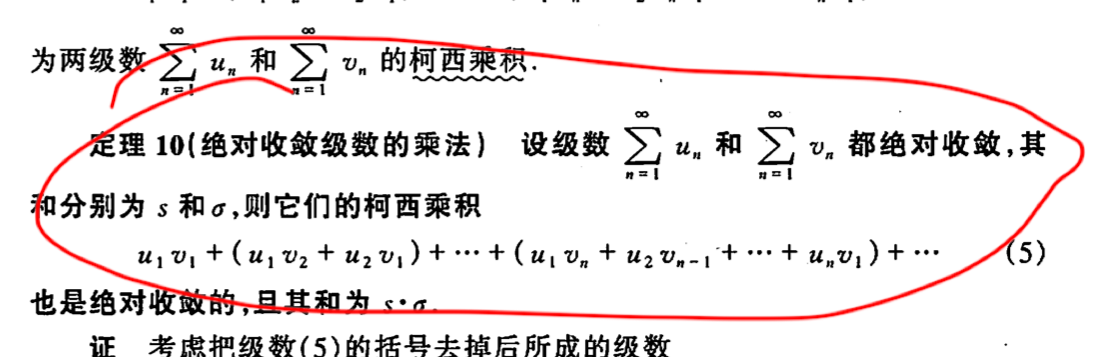 为两级数 $\sum_{n=1}^{\infty} u_n$ 和 $\sum_{n=1}^{\infty} v_n$ 的柯西乘积.
定理 10(绝对收敛级数的乘法) 设级数 $\sum_{n=1}^{\infty} u_n$ 和 $\sum_{n=1}^{\infty} v_n$ 都绝对收敛,其
和分别为 s 和σ,则它们的柯西乘积
$u_1 v_1 + (u_1 v_2 + u_2 v_1) + \cdots + (u_1 v_n + u_2 v_{n-1} + \cdots + u_n v_1) + \cdots$ (5)
也是绝对收敛的,且其和为 s·σ.
证 考虑把级数(5)的括号去掉后所成的级数